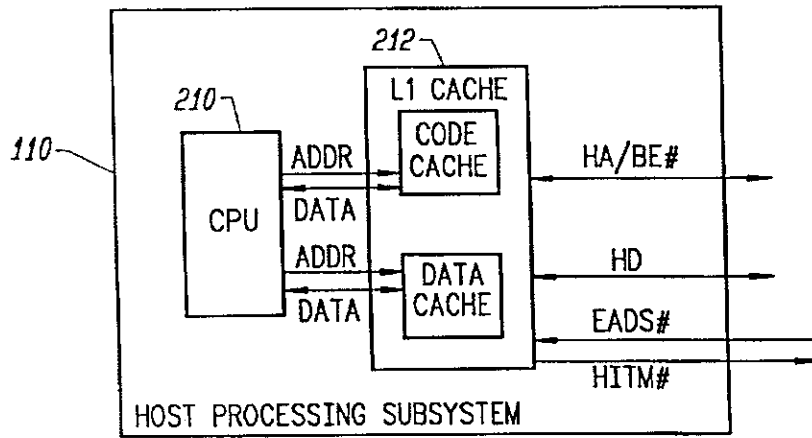 212
L1 CACHE
210
CODE
CACHE
110
ADDR
HA/BE#
CPU
DATA
ADDR
DATA
CACHE
HD
DATA
EADS#
HITM#
HOST PROCESSING SUBSYSTEM